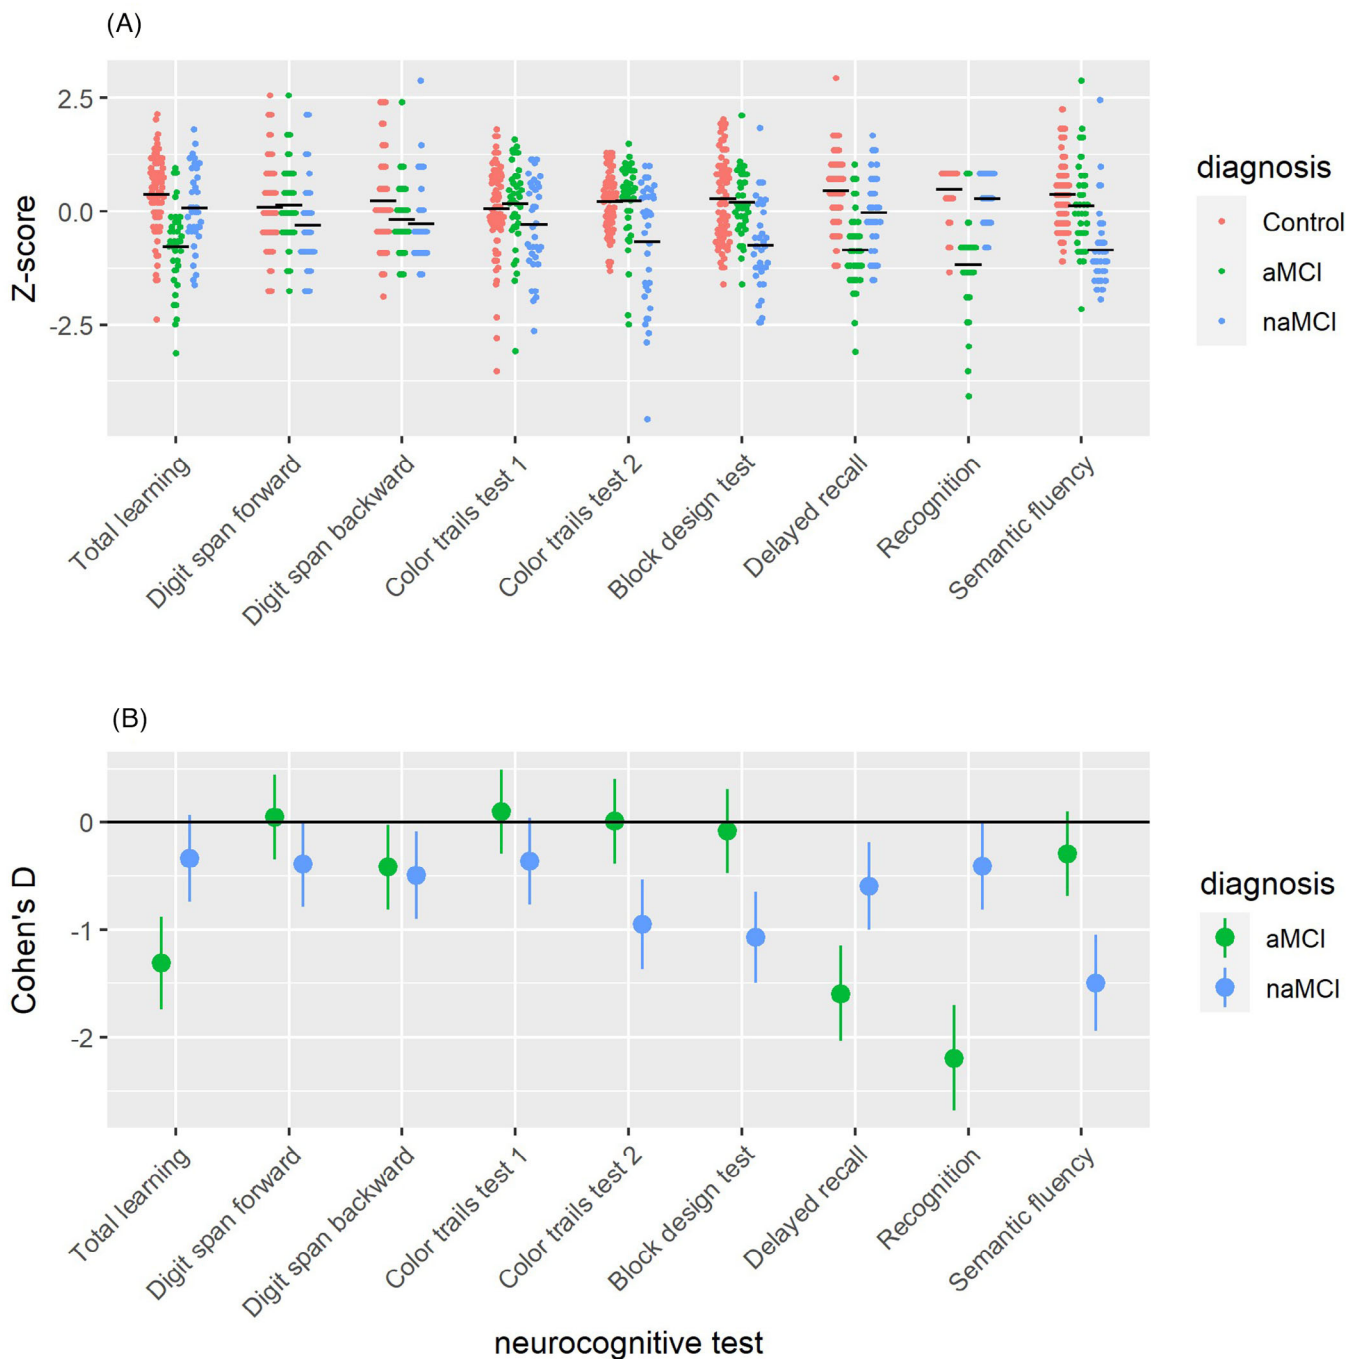 (A)
2.5
0.0
-2.5
Z-score
Total learning
Digit span forward
Digit span backward
Color trails test 1
Color trails test 2
Block design test
Delayed recall
Recognition
Semantic fluency
diagnosis
Control
aMCI
naMCI
(B)
0
-1
-2
Cohen's D
Total learning
Digit span forward
Digit span backward
Color trails test 1
Color trails test 2
Block design test
Delayed recall
Recognition
Semantic fluency
neurocognitive test
diagnosis
aMCI
naMCI